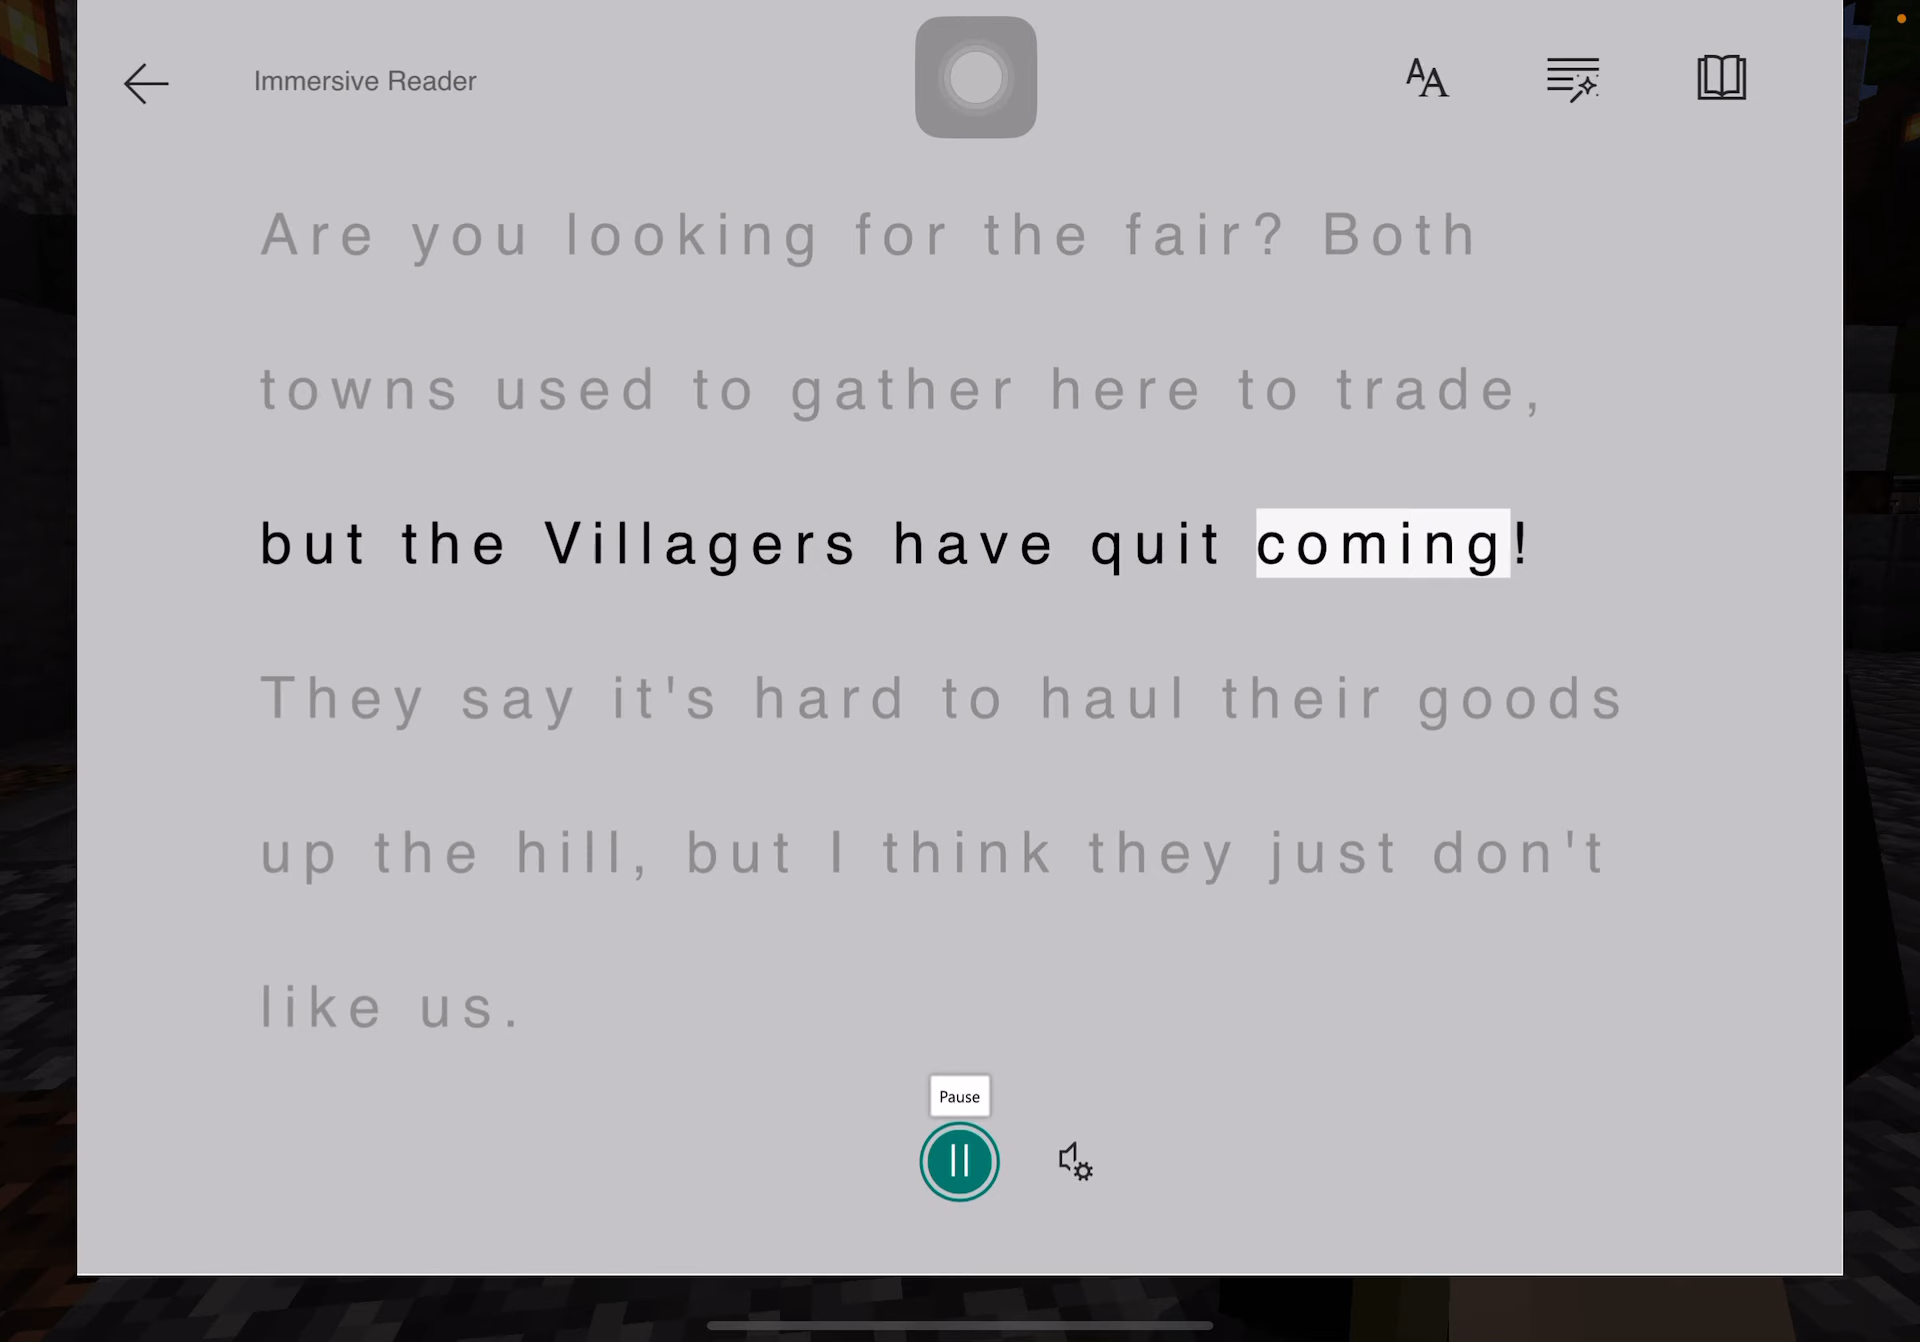 Immersive Reader
AA
Are you looking for the fair? Both
towns used to gather here to trade,
but the Villagers have quit coming!
They say it's hard to haul their goods
up the hill, but I think they just don't
like us.
Pause